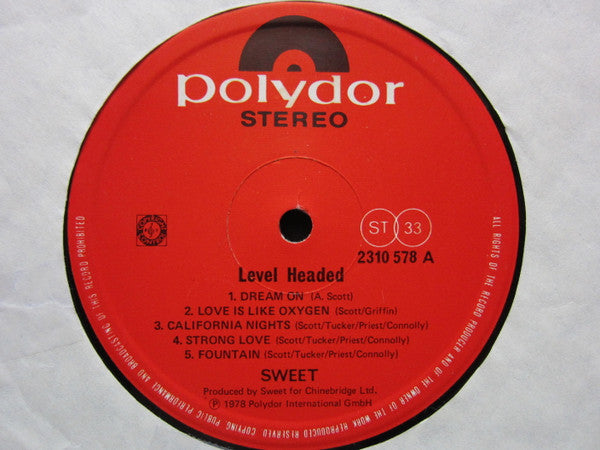 polydor
STEREO
ST 33
2310 578 A
Level Headed
1. DREAM ON (A. Scott)
2. LOVE IS LIKE OXYGEN (Scott/Griffin)
3. CALIFORNIA NIGHTS (Scott/Tucker/Priest/Connolly)
4. STRONG LOVE (Scott/Tucker/Priest/Connolly)
5. FOUNTAIN (Scott/Tucker/Priest/Connolly)
SWEET
Produced by Sweet for Chinebridge Ltd.
Ⓟ 1978 Polydor International GmbH
ALL RIGHTS OF THE RECORD PRODUCER AND OF THE OWNER OF THE WORK REPRODUCED RESERVED COPYING PUBLIC PERFORMANCE AND BROADCASTING OF THIS RECORD PROHIBITED